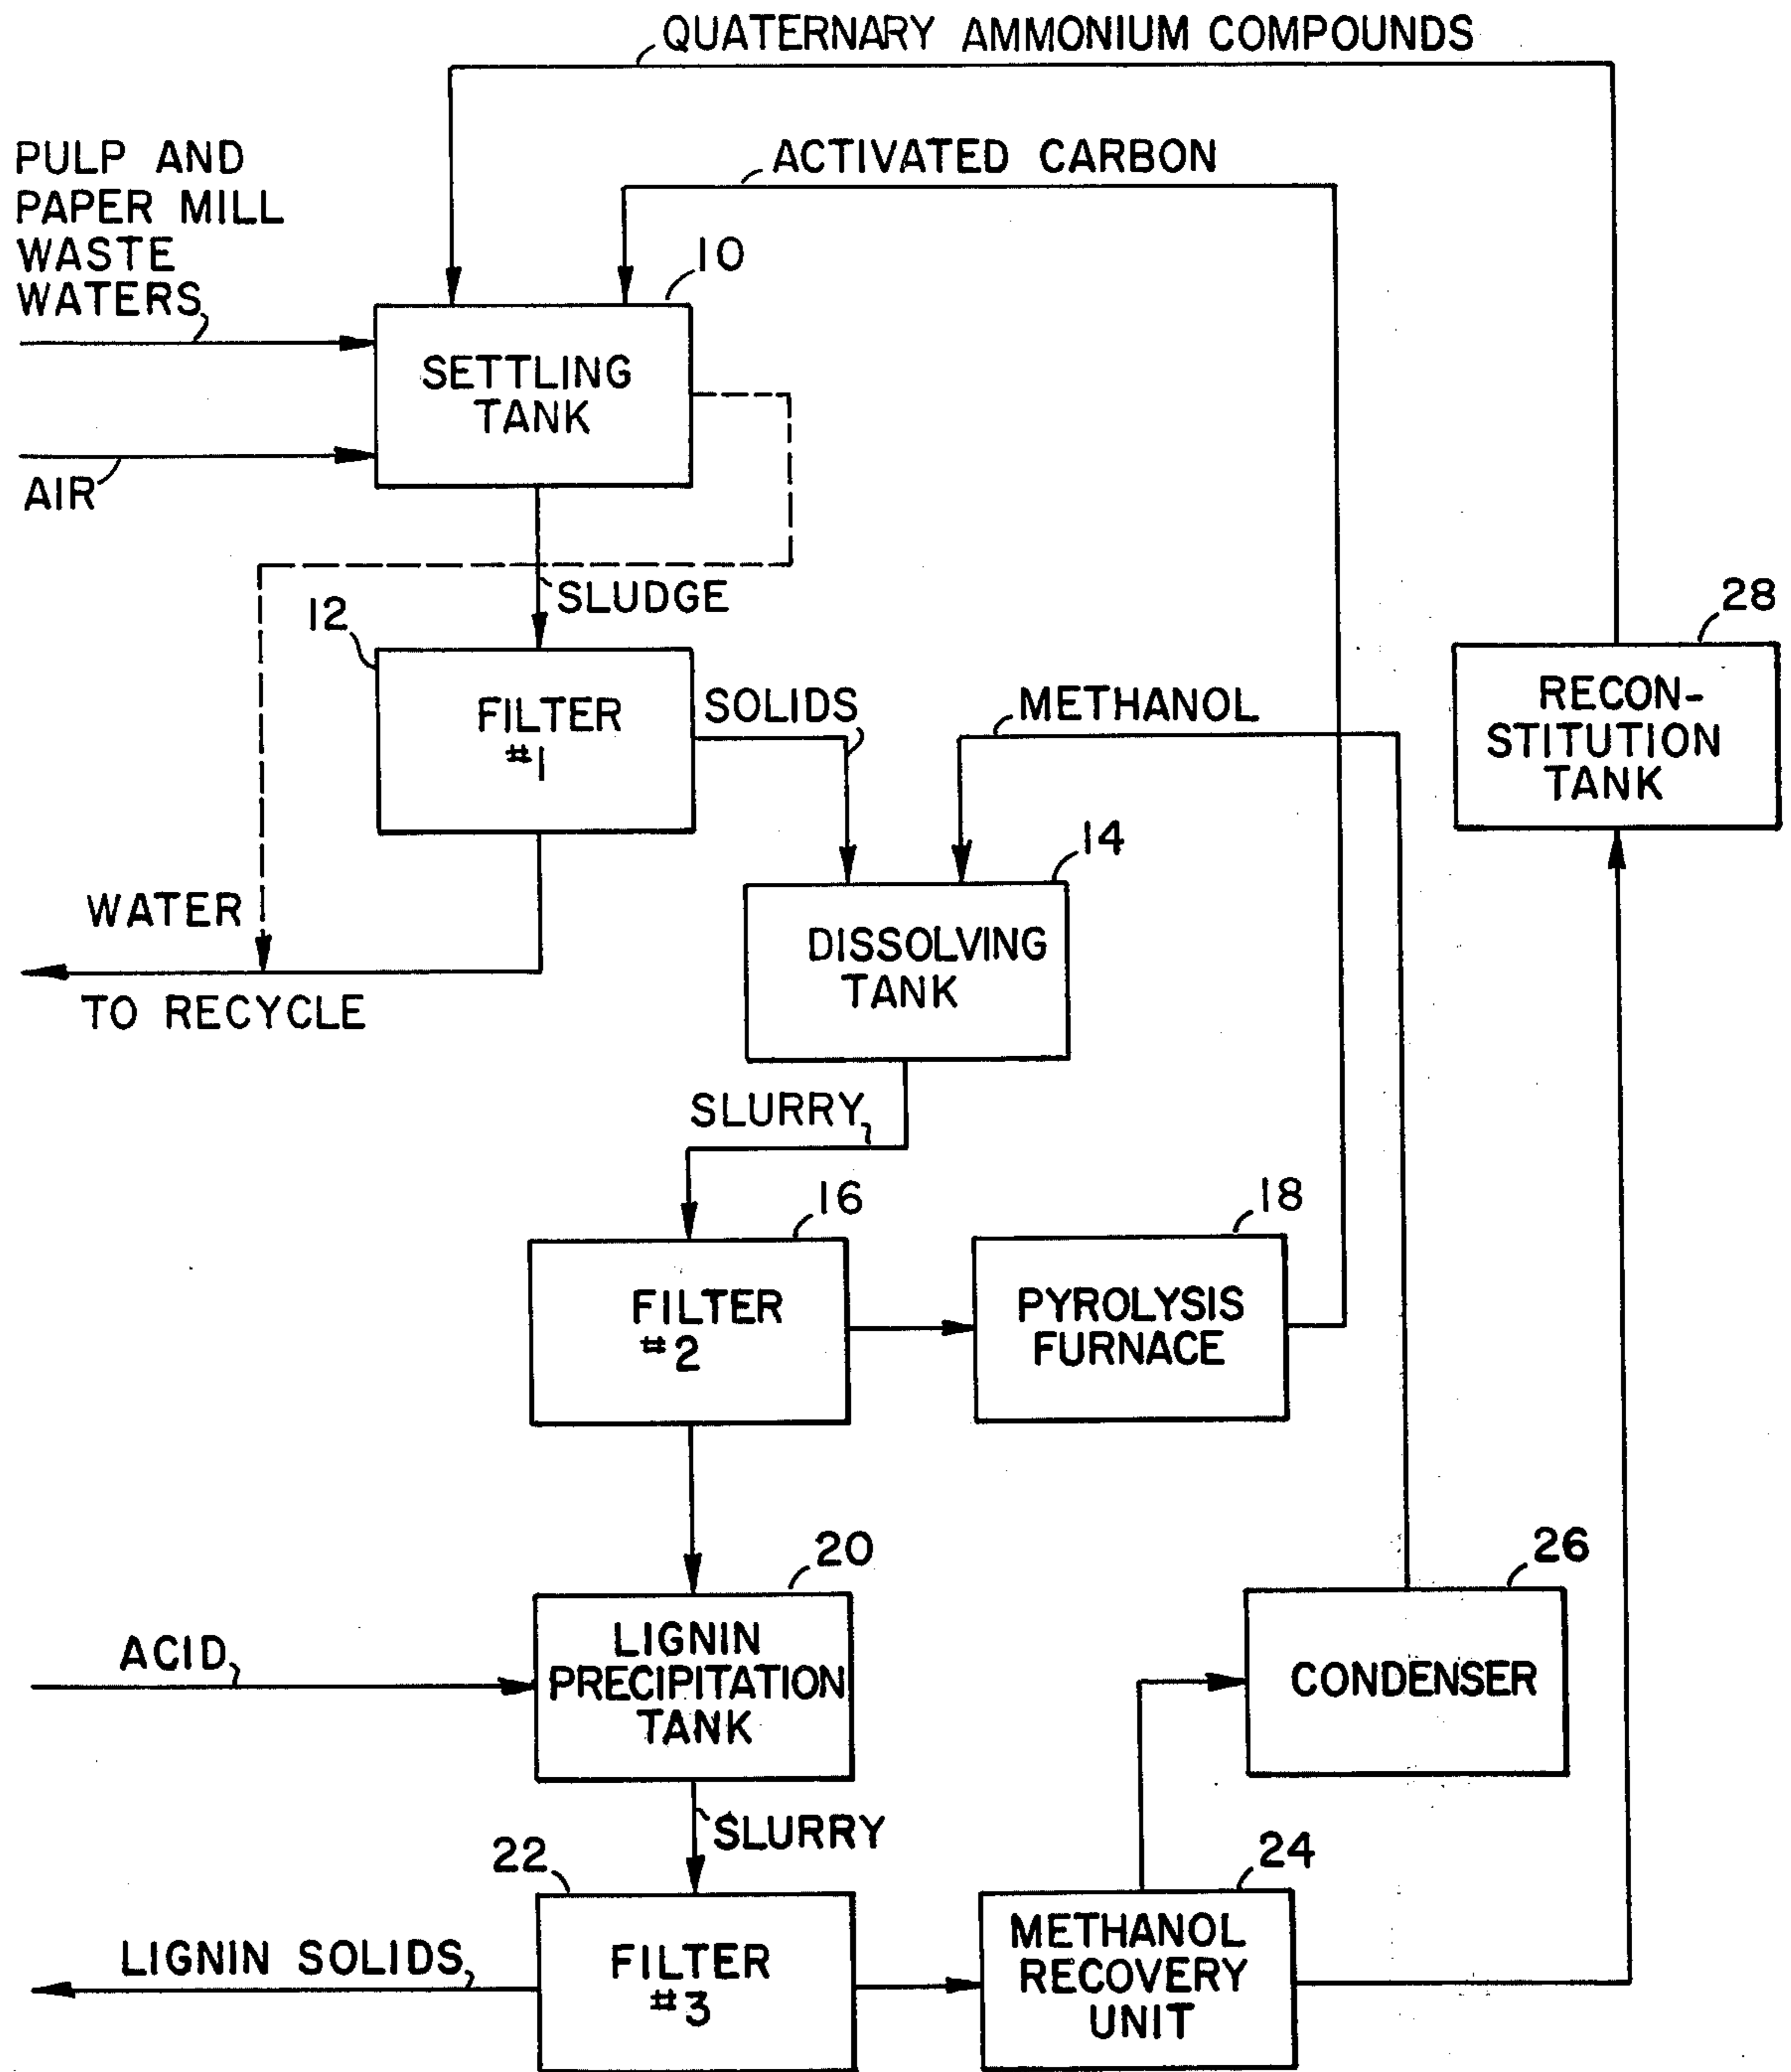 QUATERNARY AMMONIUM COMPOUNDS
ACTIVATED CARBON
PULP AND
PAPER MILL
WASTE
WATERS
10
SETTLING
TANK
AIR
SLUDGE
12
FILTER
#1
SOLIDS
METHANOL
28
RECON-
STITUTION
TANK
14
WATER
DISSOLVING
TANK
TO RECYCLE
SLURRY
16
18
FILTER
#2
PYROLYSIS
FURNACE
20
26
ACID
LIGNIN
PRECIPITATION
TANK
CONDENSER
SLURRY
22
24
LIGNIN SOLIDS
FILTER
#3
METHANOL
RECOVERY
UNIT